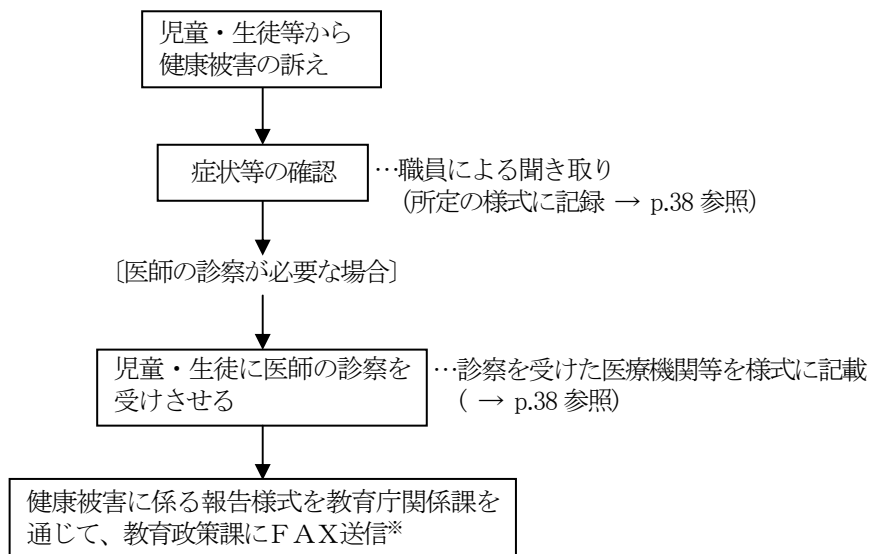 児童・生徒等から
健康被害の訴え
症状等の確認 …職員による聞き取り
(所定の様式に記録 → p.38 参照)
〔医師の診察が必要な場合〕
児童・生徒に医師の診察を …診察を受けた医療機関等を様式に記載
受けさせる ( → p.38 参照)
健康被害に係る報告様式を教育庁関係課を
通じて、教育政策課にＦＡＸ送信※